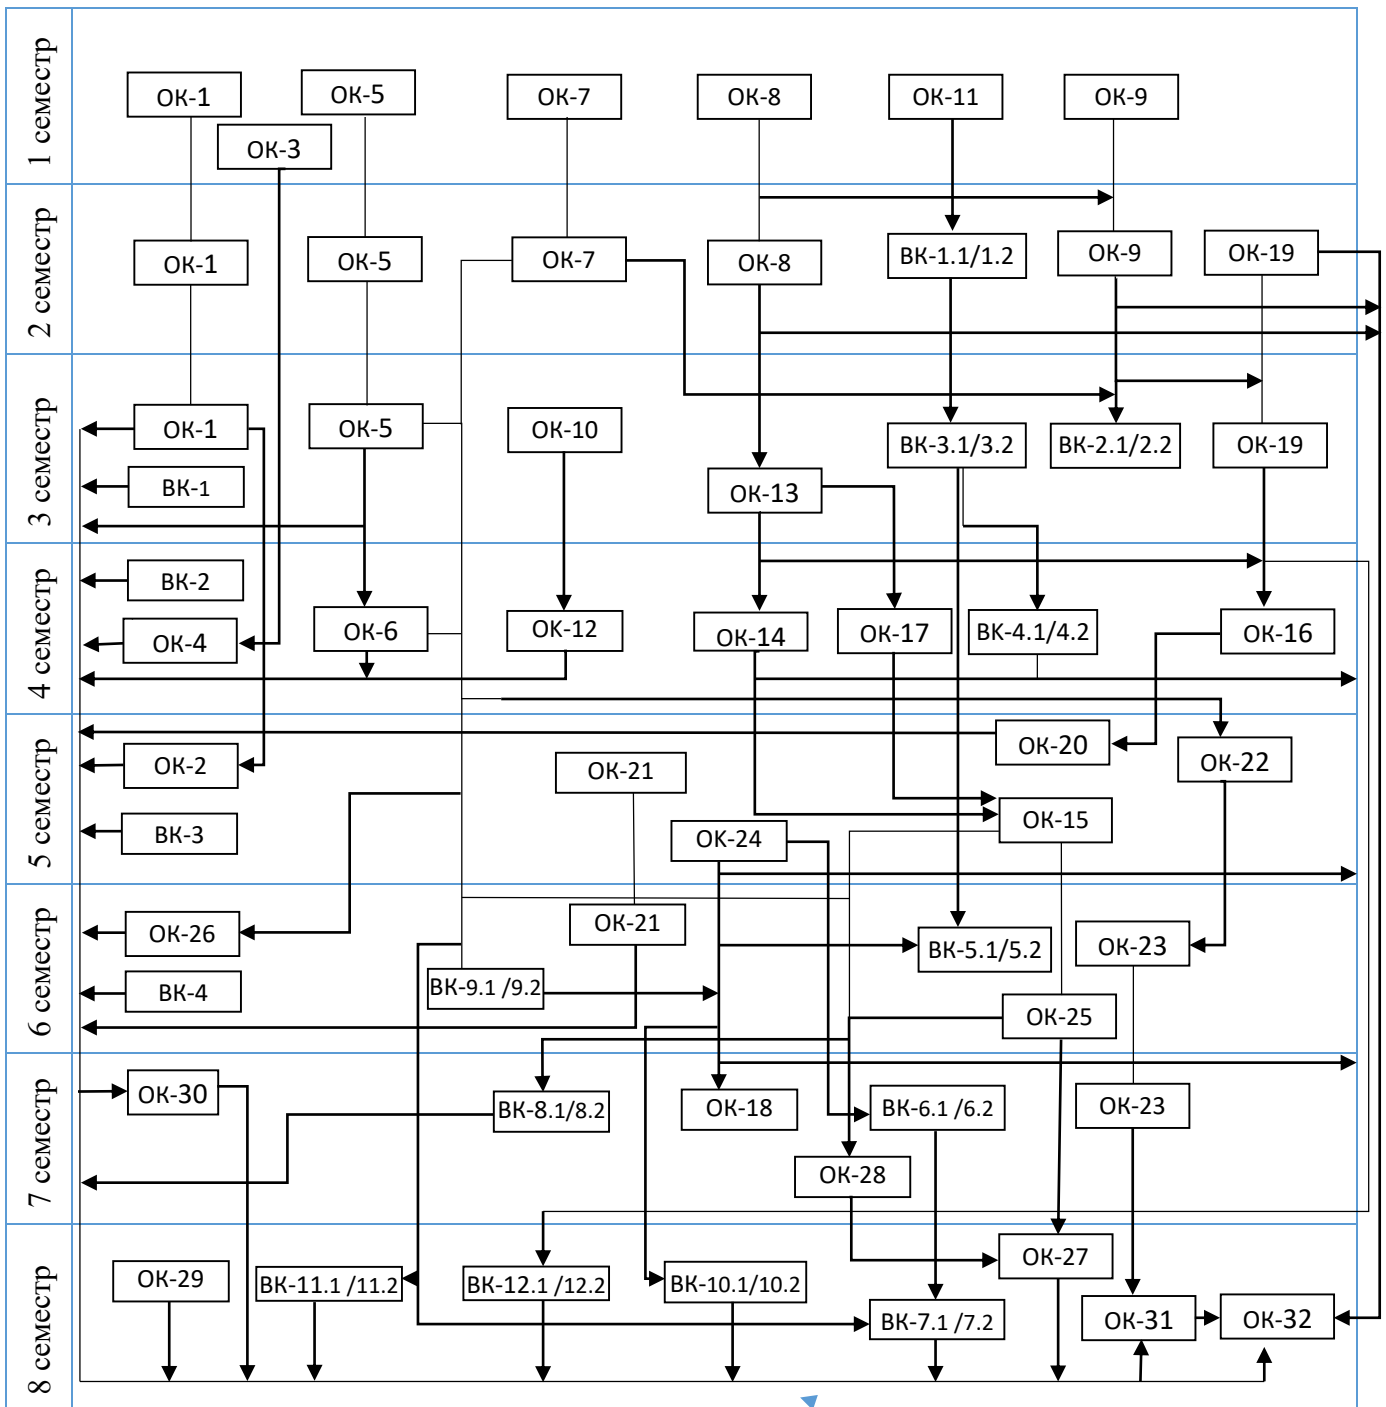 1 семестр
ОК-1
ОК-5
ОК-7
ОК-8
ОК-11
ОК-9
ОК-3
2 семестр
ОК-1
ОК-5
ОК-7
ОК-8
ВК-1.1/1.2
ОК-9
ОК-19
3 семестр
ОК-1
ОК-5
ОК-10
ВК-3.1/3.2
ВК-2.1/2.2
ОК-19
ВК-1
ОК-13
4 семестр
ВК-2
ОК-4
ОК-6
ОК-12
ОК-14
ОК-17
ВК-4.1/4.2
ОК-16
5 семестр
ОК-20
ОК-2
ОК-21
ОК-22
ВК-3
ОК-24
ОК-15
6 семестр
ОК-26
ОК-21
ВК-5.1/5.2
ОК-23
ВК-4
ВК-9.1 /9.2
ОК-25
7 семестр
ОК-30
ВК-8.1/8.2
ОК-18
ВК-6.1 /6.2
ОК-23
ОК-28
8 семестр
ОК-29
ВК-11.1 /11.2
ВК-12.1 /12.2
ВК-10.1/10.2
ОК-27
ВК-7.1 /7.2
ОК-31
ОК-32